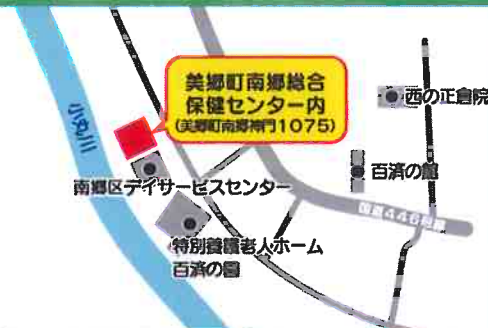 美郷町南郷総合
保健センター内
(美郷町南郷神門1075)
西の正倉院
小丸川
百済の館
南郷区デイサービスセンター
国道446号線
特別養護老人ホーム
百済の園